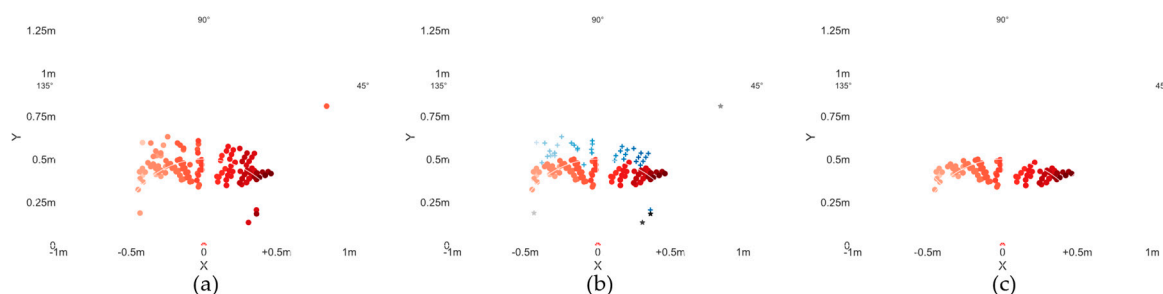 90° 90° 90°
1.25m 1.25m 1.25m
1m 1m 1m
135° 45° 135° 45° 135° 45
0.75m 0.75m 0.75m
Y Y Y
0.5m 0.5m 0.5m
0.25m 0.25m 0.25m
0 0 0
-1m -0.5m 0 +0.5m 1m -1m -0.5m 0 +0.5m 1m -1m -0.5m 0 +0.5m 1m
X X X
(a) (b) (c)